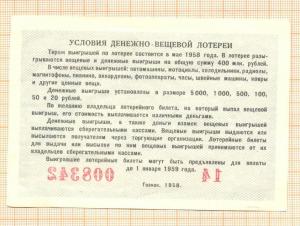 УСЛОВИЯ ДЕНЕЖНО-ВЕЩЕВОЙ ЛОТЕРЕИ
Тираж выигрышей по лотерее состоится в мае 1958 года. В лотерее разы-
грываются вещевые и денежные выигрыши на общую сумму 400 млн. рублей.
В числе вещевых выигрышей: автомашины, мотоциклы, холодильники, радиолы,
магнитофоны, пианино, аккордеоны, фотоаппараты, часы, швейные машины, ковры
и другие ценные вещи.
Денежные выигрыши установлены в размере 5000, 1000, 500, 100,
50 и 20 рублей.
По желанию владельца лотерейного билета, на который выпал вещевой
выигрыш, его стоимость выплачивается наличными деньгами.
Денежные выигрыши, а также деньги взамен вещевых выигрышей
выплачиваются сберегательными кассами. Вещевые выигрыши выдаются или
высылаются получателям через торгующие организации. Лотерейные билеты
для выдачи или высылки по ним вещевых выигрышей принимаются от их
владельцев сберегательными кассами.
Выигравшие лотерейные билеты могут быть предъявлены для оплаты
до 1 января 1959 года.
Гознак. 1958.
008342
14